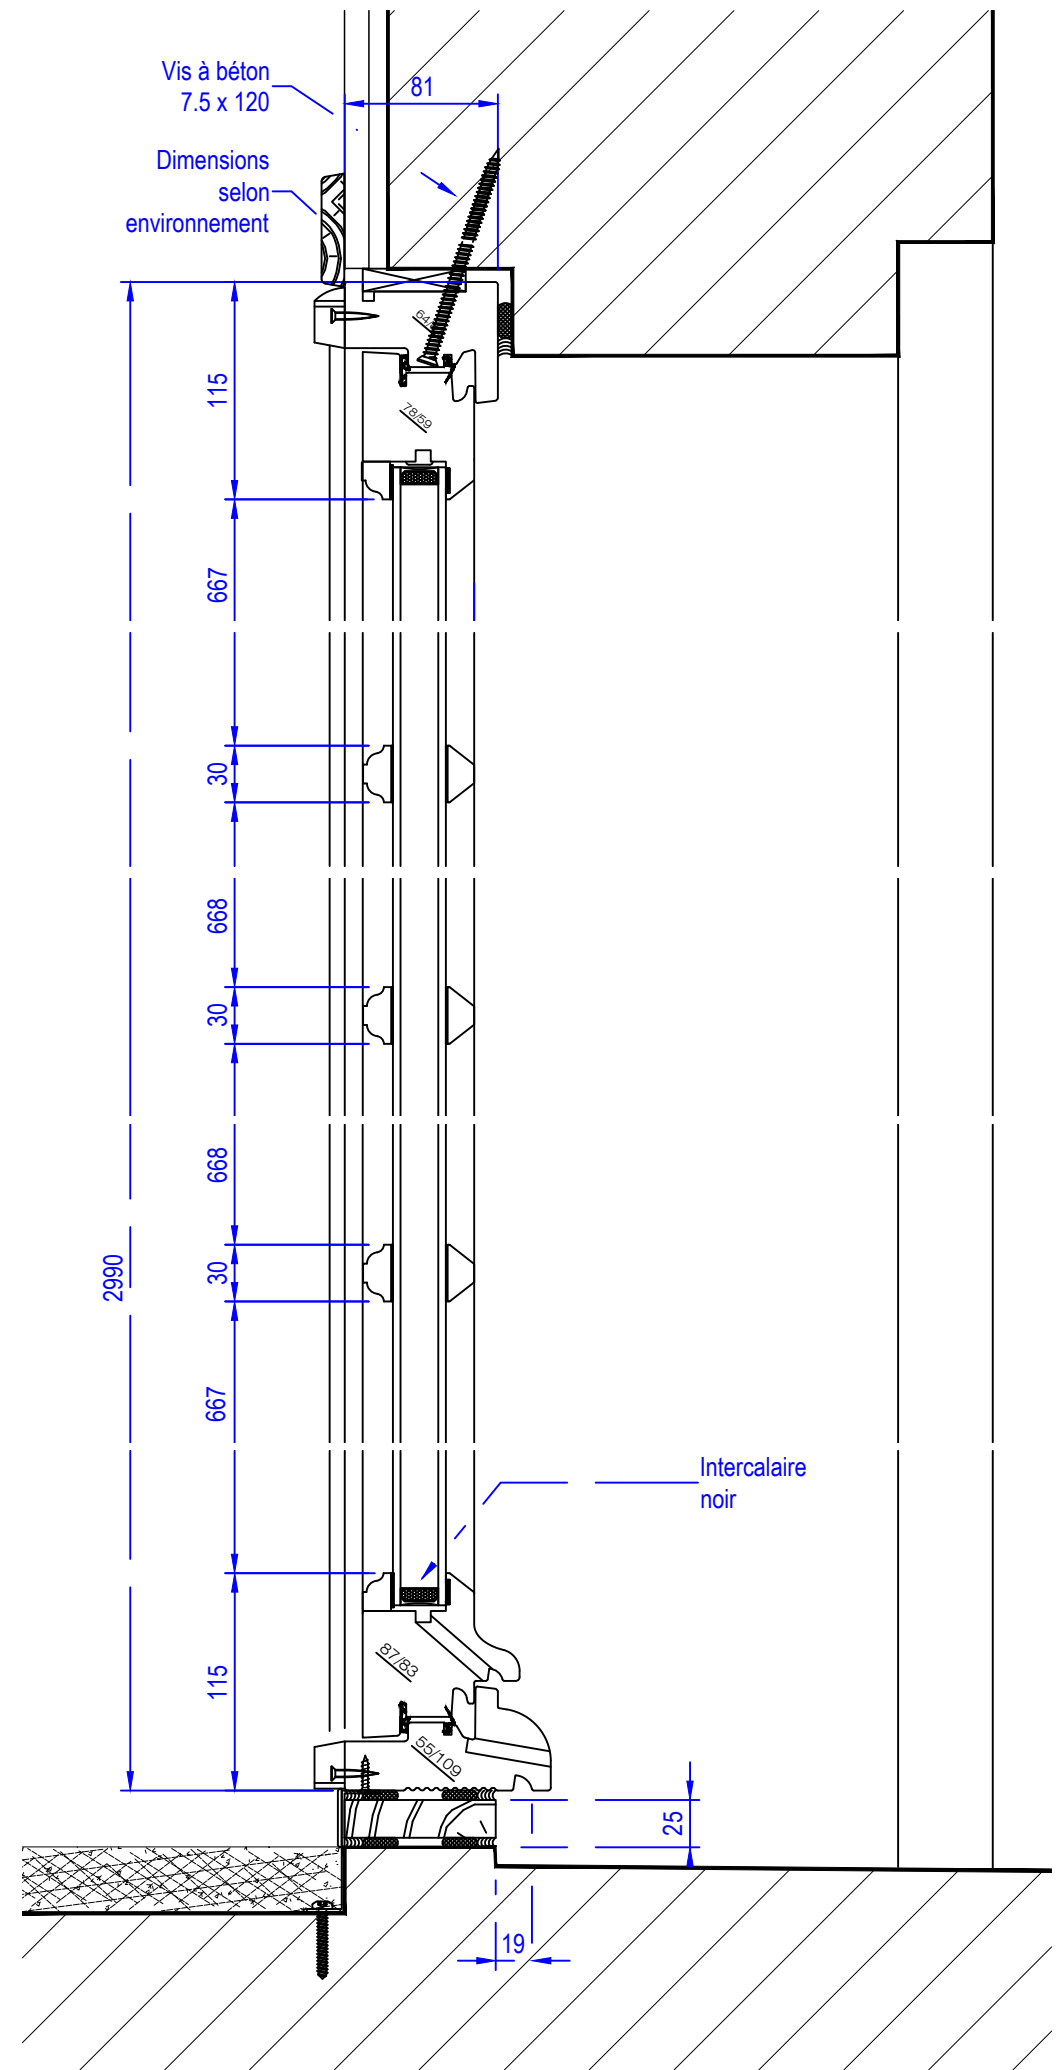 Vis à béton
7.5 x 120
81
Dimensions
selon
environnement
115
78/59
667
30
668
30
668
2990
30
667
Intercalaire
noir
87/83
115
55/109
25
19